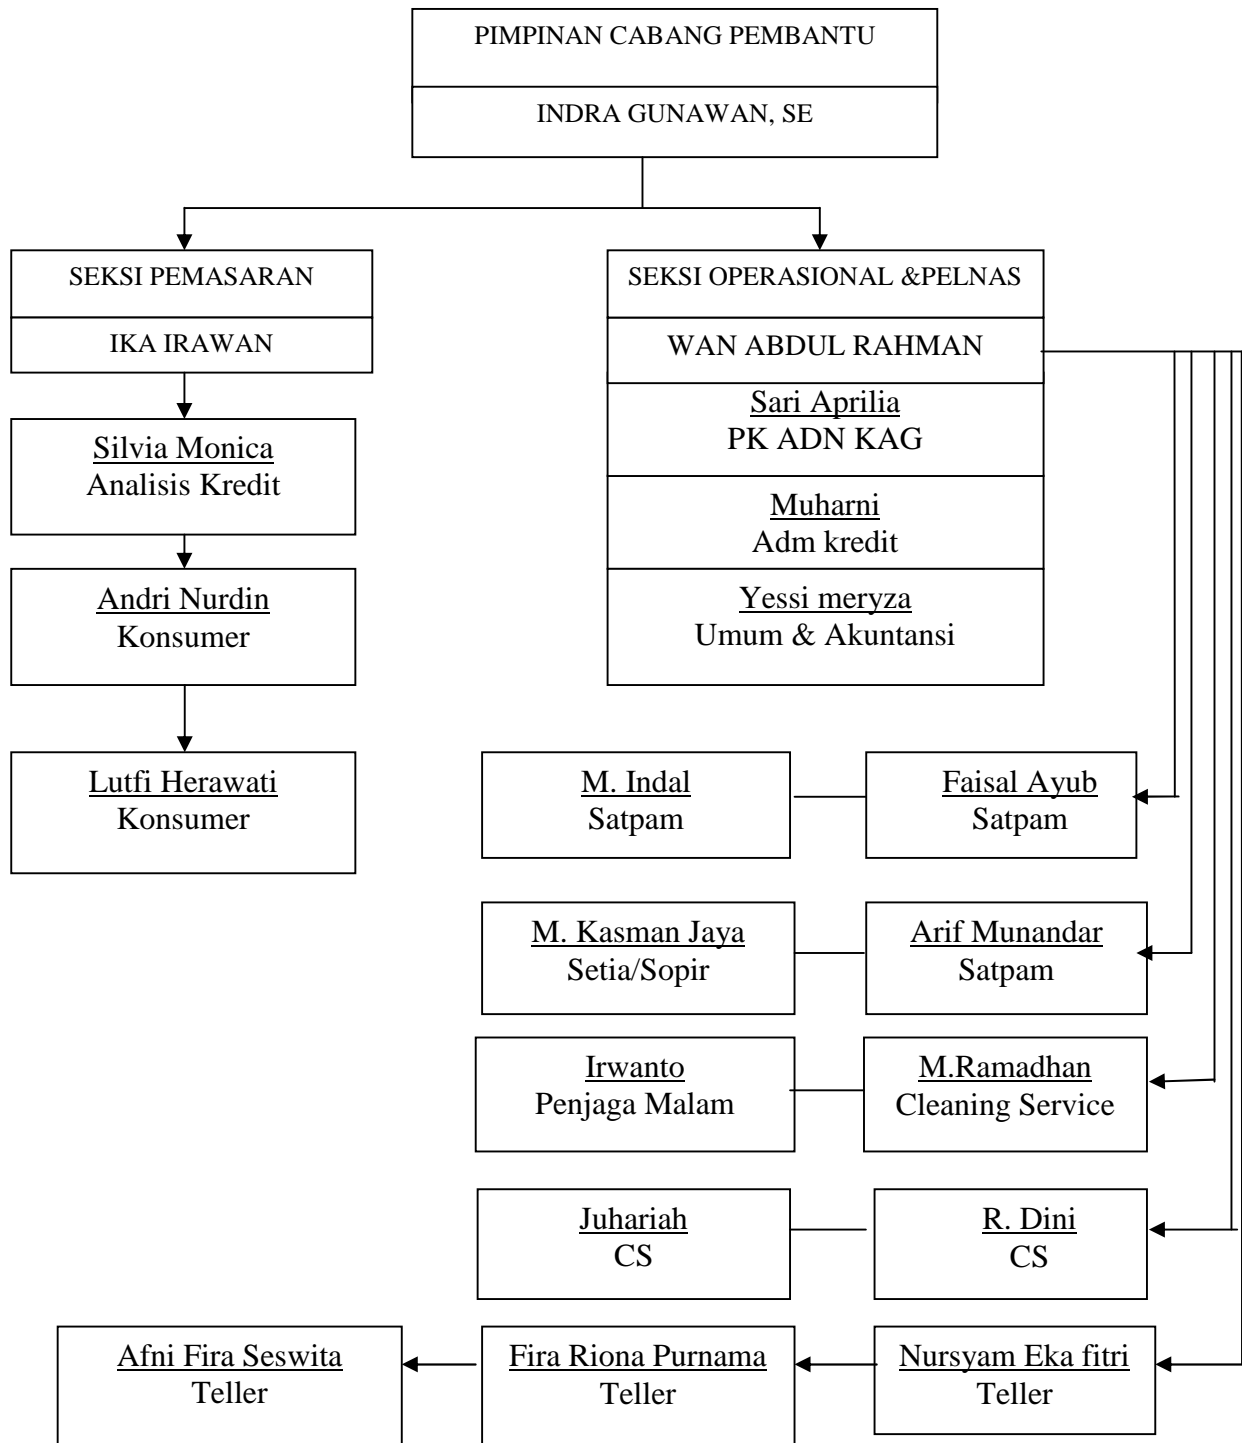 PIMPINAN CABANG PEMBANTU
INDRA GUNAWAN, SE
SEKSI PEMASARAN
IKA IRAWAN
Silvia Monica
Analisis Kredit
Andri Nurdin
Konsumer
Lutfi Herawati
Konsumer
SEKSI OPERASIONAL &PELNAS
WAN ABDUL RAHMAN
Sari Aprilia
PK ADN KAG
Muharni
Adm kredit
Yessi meryza
Umum & Akuntansi
M. Indal
Satpam
Faisal Ayub
Satpam
M. Kasman Jaya
Setia/Sopir
Arif Munandar
Satpam
Irwanto
Penjaga Malam
M.Ramadhan
Cleaning Service
Juhariah
CS
R. Dini
CS
Afni Fira Seswita
Teller
Fira Riona Purnama
Teller
Nursyam Eka fitri
Teller